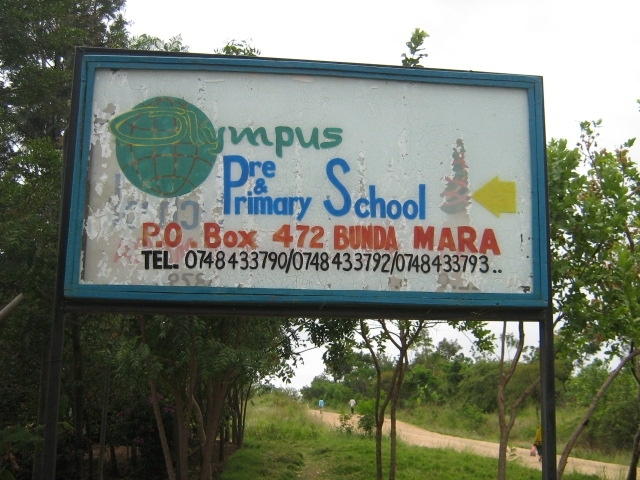 Olympus
Pre
&
Primary School
P.O. Box 472 BUNDA MARA
TEL. 0748433790/0748433792/0748433793..